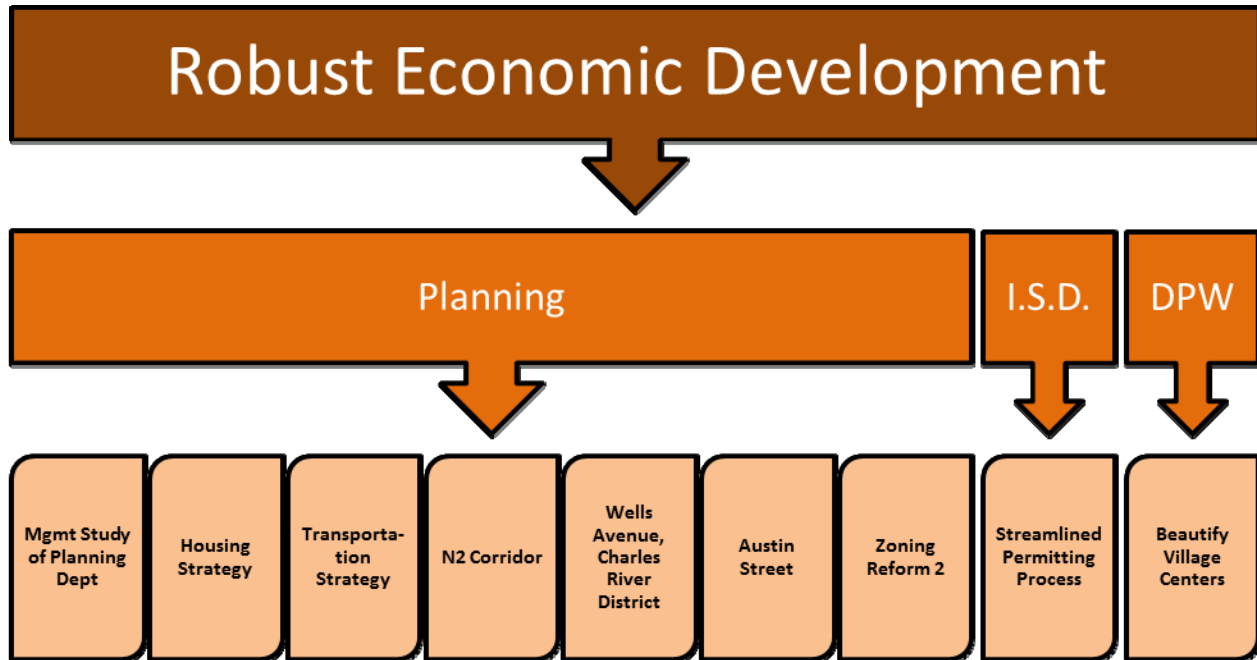 Robust Economic Development
Planning
I.S.D.
DPW
Mgmt Study
of Planning
Dept
Housing
Strategy
Transporta-
tion
Strategy
N2 Corridor
Wells
Avenue,
Charles
River
District
Austin
Street
Zoning
Reform 2
Streamlined
Permitting
Process
Beautify
Village
Centers